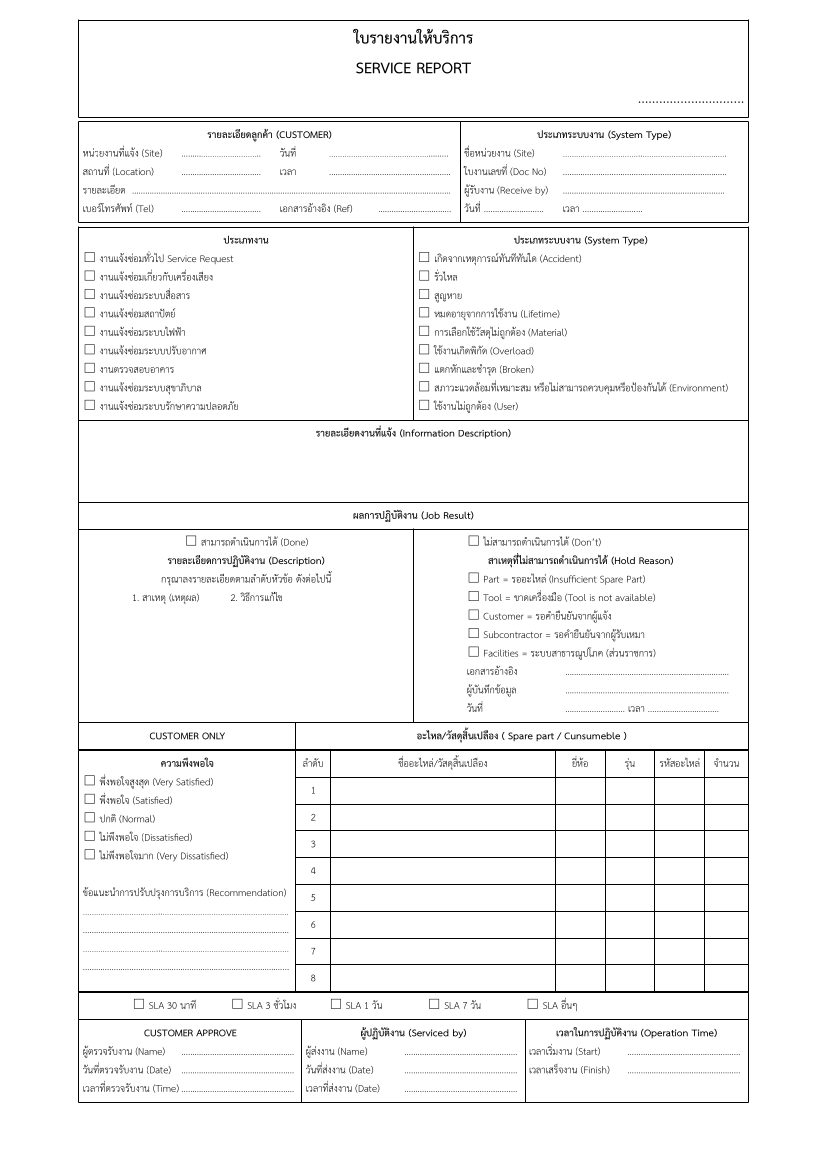 ใบรายงานให้บริการ
SERVICE REPORT
..............................
รายละเอียดลูกค้า (CUSTOMER)
หน่วยงานที่แจ้ง (Site) .............................. วันที่ ..............................
สถานที่ (Location) .............................. เวลา ..............................
รายละเอียด ..............................
เบอร์โทรศัพท์ (Tel) .............................. เอกสารอ้างอิง (Ref) ..............................
ประเภทระบบงาน (System Type)
ชื่อหน่วยงาน (Site) ..............................
ใบงานเลขที่ (Doc No) ..............................
ผู้รับงาน (Receive by) ..............................
วันที่ ........................ เวลา ........................
ประเภทงาน
☐ งานแจ้งซ่อมทั่วไป Service Request
☐ งานแจ้งซ่อมเกี่ยวกับเครื่องเสียง
☐ งานแจ้งซ่อมระบบสื่อสาร
☐ งานแจ้งซ่อมสถาปัตย์
☐ งานแจ้งซ่อมระบบไฟฟ้า
☐ งานแจ้งซ่อมระบบปรับอากาศ
☐ งานตรวจสอบอาคาร
☐ งานแจ้งซ่อมระบบสุขาภิบาล
☐ งานแจ้งซ่อมระบบรักษาความปลอดภัย
ประเภทระบบงาน (System Type)
☐ เกิดจากเหตุการณ์ทันทีทันใด (Accident)
☐ รั่วไหล
☐ สูญหาย
☐ หมดอายุจากการใช้งาน (Lifetime)
☐ การเลือกใช้วัสดุไม่ถูกต้อง (Material)
☐ ใช้งานเกิดพิกัด (Overload)
☐ แตกหักและชำรุด (Broken)
☐ สภาวะแวดล้อมที่เหมาะสม หรือไม่สามารถควบคุมหรือป้องกันได้ (Environment)
☐ ใช้งานไม่ถูกต้อง (User)
รายละเอียดงานที่แจ้ง (Information Description)
ผลการปฏิบัติงาน (Job Result)
☐ สามารถดำเนินการได้ (Done)
รายละเอียดการปฏิบัติงาน (Description)
กรุณาลงรายละเอียดตามลำดับหัวข้อ ดังต่อไปนี้
1. สาเหตุ (เหตุผล) 2. วิธีการแก้ไข
☐ ไม่สามารถดำเนินการได้ (Don't)
สาเหตุที่ไม่สามารถดำเนินการได้ (Hold Reason)
☐ Part = รออะไหล่ (Insufficient Spare Part)
☐ Tool = ขาดเครื่องมือ (Tool is not available)
☐ Customer = รอคำยืนยันจากผู้แจ้ง
☐ Subcontractor = รอคำยืนยันจากผู้รับเหมา
☐ Facilities = ระบบสาธารณูปโภค (ส่วนราชการ)
เอกสารอ้างอิง ..............................
ผู้บันทึกข้อมูล ..............................
วันที่ ........................ เวลา ........................
CUSTOMER ONLY
ความพึงพอใจ
☐ พึ่งพอใจสูงสุด (Very Satisfied)
☐ พึ่งพอใจ (Satisfied)
☐ ปกติ (Normal)
☐ ไม่พึงพอใจ (Dissatisfied)
☐ ไม่พึงพอใจมาก (Very Dissatisfied)
ข้อแนะนำการปรับปรุงการบริการ (Recommendation)
..............................
..............................
..............................
..............................
อะไหล/วัสดุสิ้นเปลือง ( Spare part / Cunsumeble )
ลำดับ ชื่ออะไหล่/วัสดุสิ้นเปลือง ยี่ห้อ รุ่น รหัสอะไหล่ จำนวน
1
2
3
4
5
6
7
8
☐ SLA 30 นาที ☐ SLA 3 ชั่วโมง ☐ SLA 1 วัน ☐ SLA 7 วัน ☐ SLA อื่นๆ
CUSTOMER APPROVE
ผู้ตรวจรับงาน (Name) ..............................
วันที่ตรวจรับงาน (Date) ..............................
เวลาที่ตรวจรับงาน (Time) ..............................
ผู้ปฏิบัติงาน (Serviced by)
ผู้ส่งงาน (Name) ..............................
วันที่ส่งงาน (Date) ..............................
เวลาที่ส่งงาน (Date) ..............................
เวลาในการปฏิบัติงาน (Operation Time)
เวลาเริ่มงาน (Start) ..............................
เวลาเสร็จงาน (Finish) ..............................